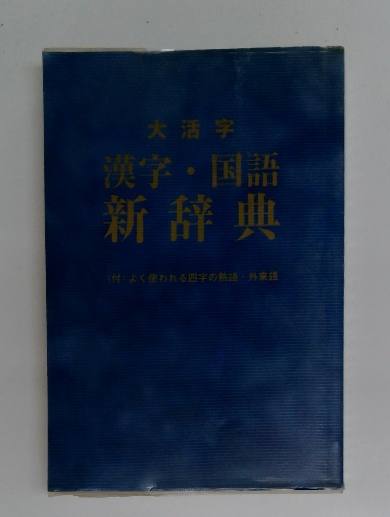 大活字
漢字・国語
新辞典
(付)よく使われる四字の熟語・外来語